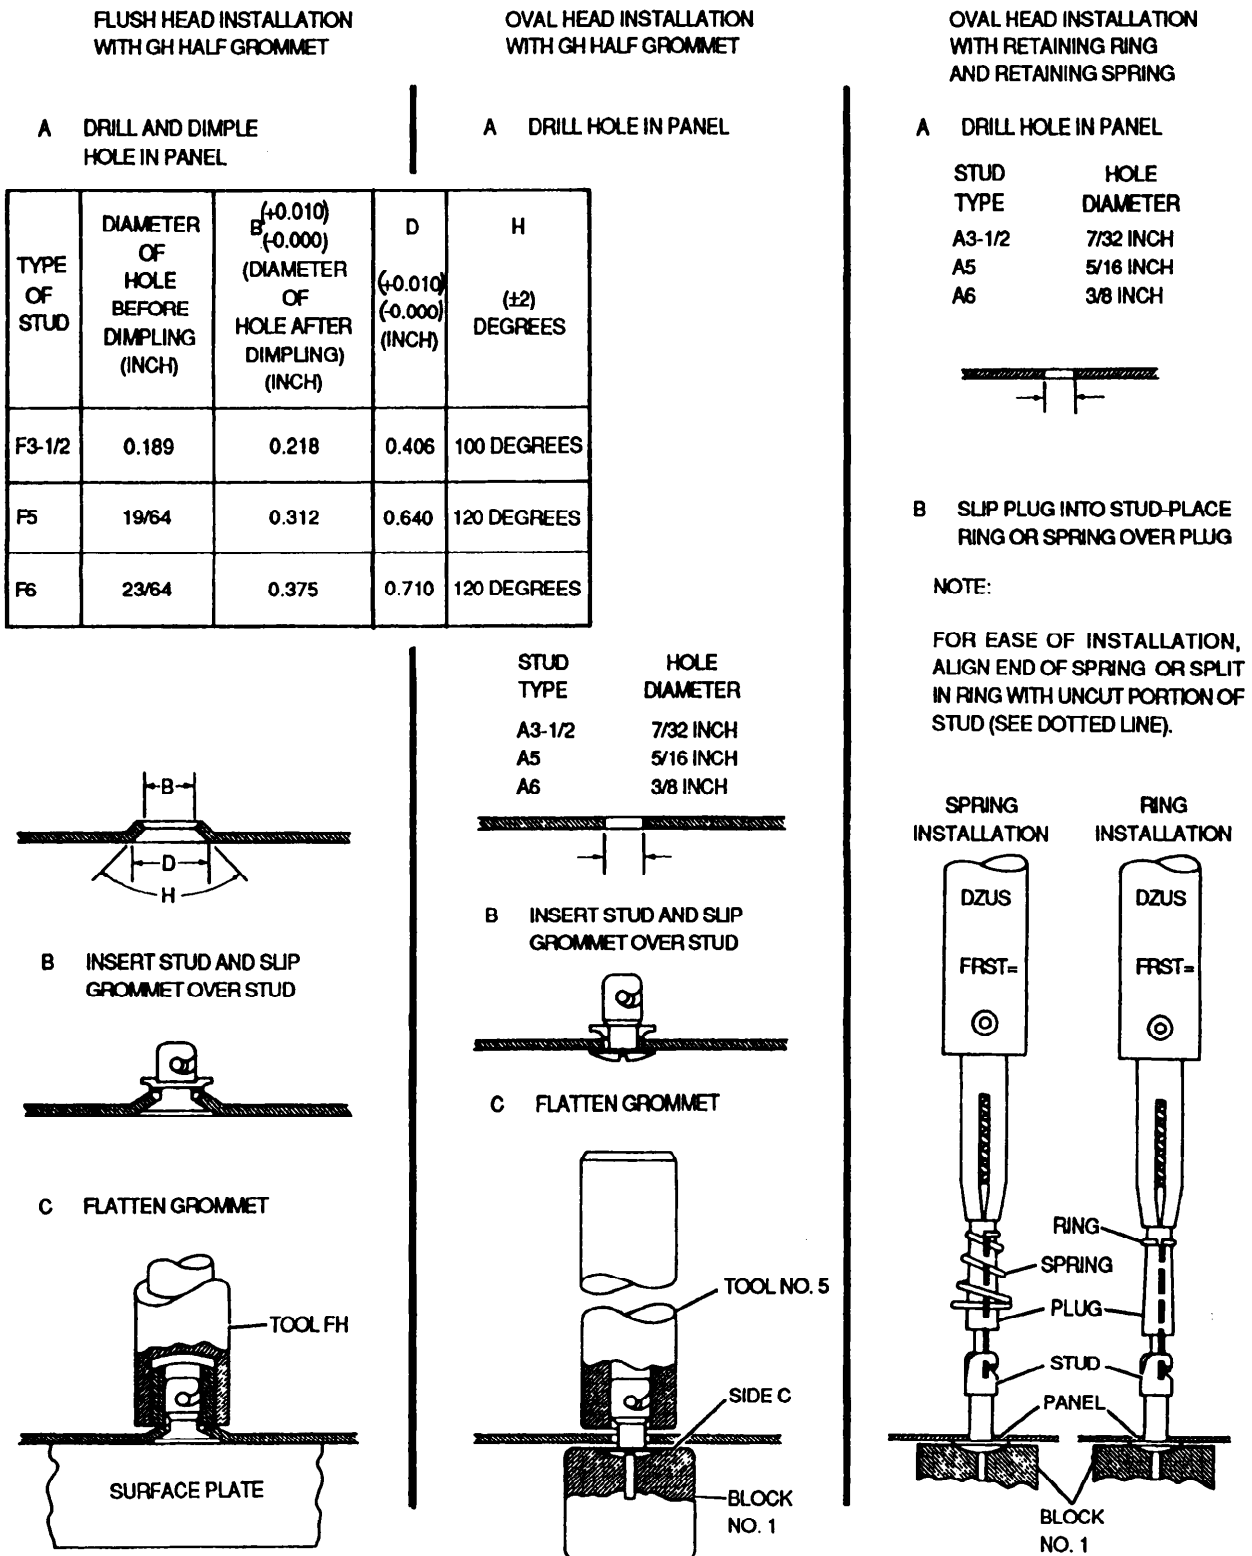 FLUSH HEAD INSTALLATION
WITH GH HALF GROMMET
A DRILL AND DIMPLE
HOLE IN PANEL
TYPE
OF
STUD
DIAMETER
OF
HOLE
BEFORE
DIMPLING
(INCH)
B (+0.010)
(-0.000)
(DIAMETER
OF
HOLE AFTER
DIMPLING)
(INCH)
D
(+0.010)
(-0.000)
(INCH)
H
(±2)
DEGREES
F3-1/2 0.189 0.218 0.406 100 DEGREES
F5 19/64 0.312 0.640 120 DEGREES
F6 23/64 0.375 0.710 120 DEGREES
B
D
H
B INSERT STUD AND SLIP
GROMMET OVER STUD
C FLATTEN GROMMET
TOOL FH
SURFACE PLATE
OVAL HEAD INSTALLATION
WITH GH HALF GROMMET
A DRILL HOLE IN PANEL
STUD HOLE
TYPE DIAMETER
A3-1/2 7/32 INCH
A5 5/16 INCH
A6 3/8 INCH
B INSERT STUD AND SLIP
GROMMET OVER STUD
C FLATTEN GROMMET
TOOL NO. 5
SIDE C
BLOCK
NO. 1
OVAL HEAD INSTALLATION
WITH RETAINING RING
AND RETAINING SPRING
A DRILL HOLE IN PANEL
STUD HOLE
TYPE DIAMETER
A3-1/2 7/32 INCH
A5 5/16 INCH
A6 3/8 INCH
B SLIP PLUG INTO STUD-PLACE
RING OR SPRING OVER PLUG
NOTE:
FOR EASE OF INSTALLATION,
ALIGN END OF SPRING OR SPLIT
IN RING WITH UNCUT PORTION OF
STUD (SEE DOTTED LINE).
SPRING
INSTALLATION
RING
INSTALLATION
DZUS
FRST=
DZUS
FRST=
RING
SPRING
PLUG
STUD
PANEL
BLOCK
NO. 1